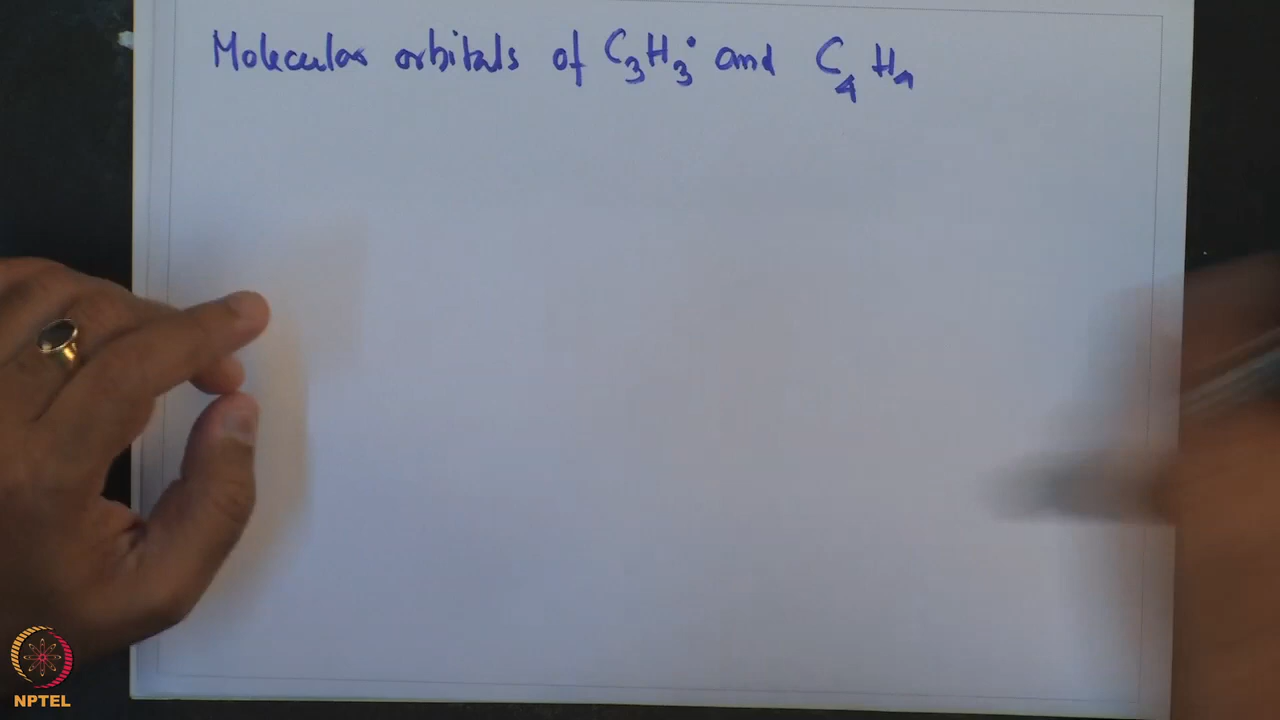 Molecular orbitals of C₃H₃• and C₄H₄
NPTEL